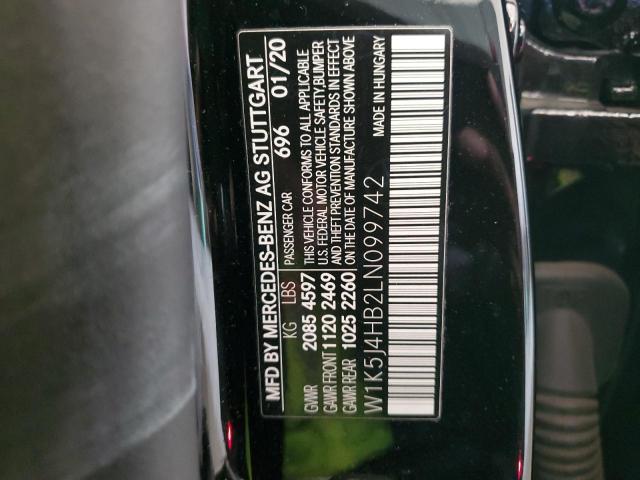 MFD BY MERCEDES-BENZ AG STUTTGART
KG LBS PASSENGER CAR 696 01/20
GVWR 2085 4597 THIS VEHICLE CONFORMS TO ALL APPLICABLE
GAWR FRONT 1120 2469 U.S. FEDERAL MOTOR VEHICLE SAFETY,BUMPER
GAWR REAR 1025 2260 AND THEFT PREVENTION STANDARDS IN EFFECT
ON THE DATE OF MANUFACTURE SHOWN ABOVE
W1K5J4HB2LN099742 MADE IN HUNGARY